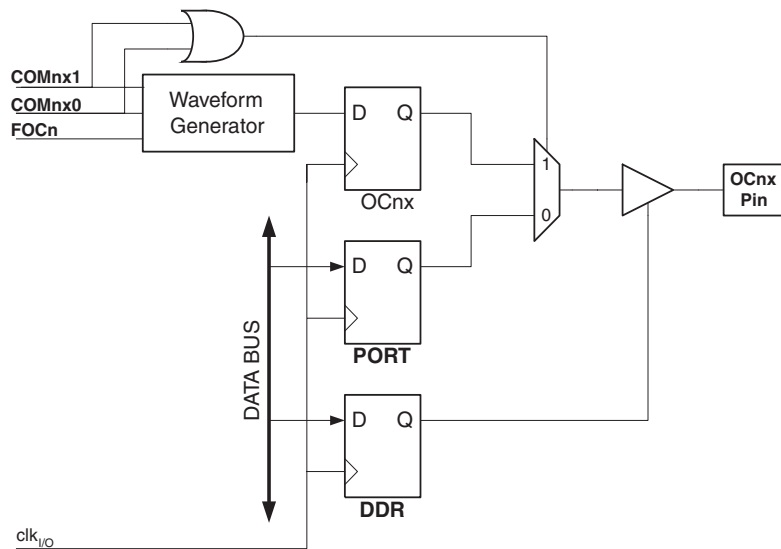 COMnx1
COMnx0
FOCn
Waveform
Generator
D Q
OCnx
1
0
OCnx
Pin
D Q
PORT
DATA BUS
D Q
DDR
clkI/O